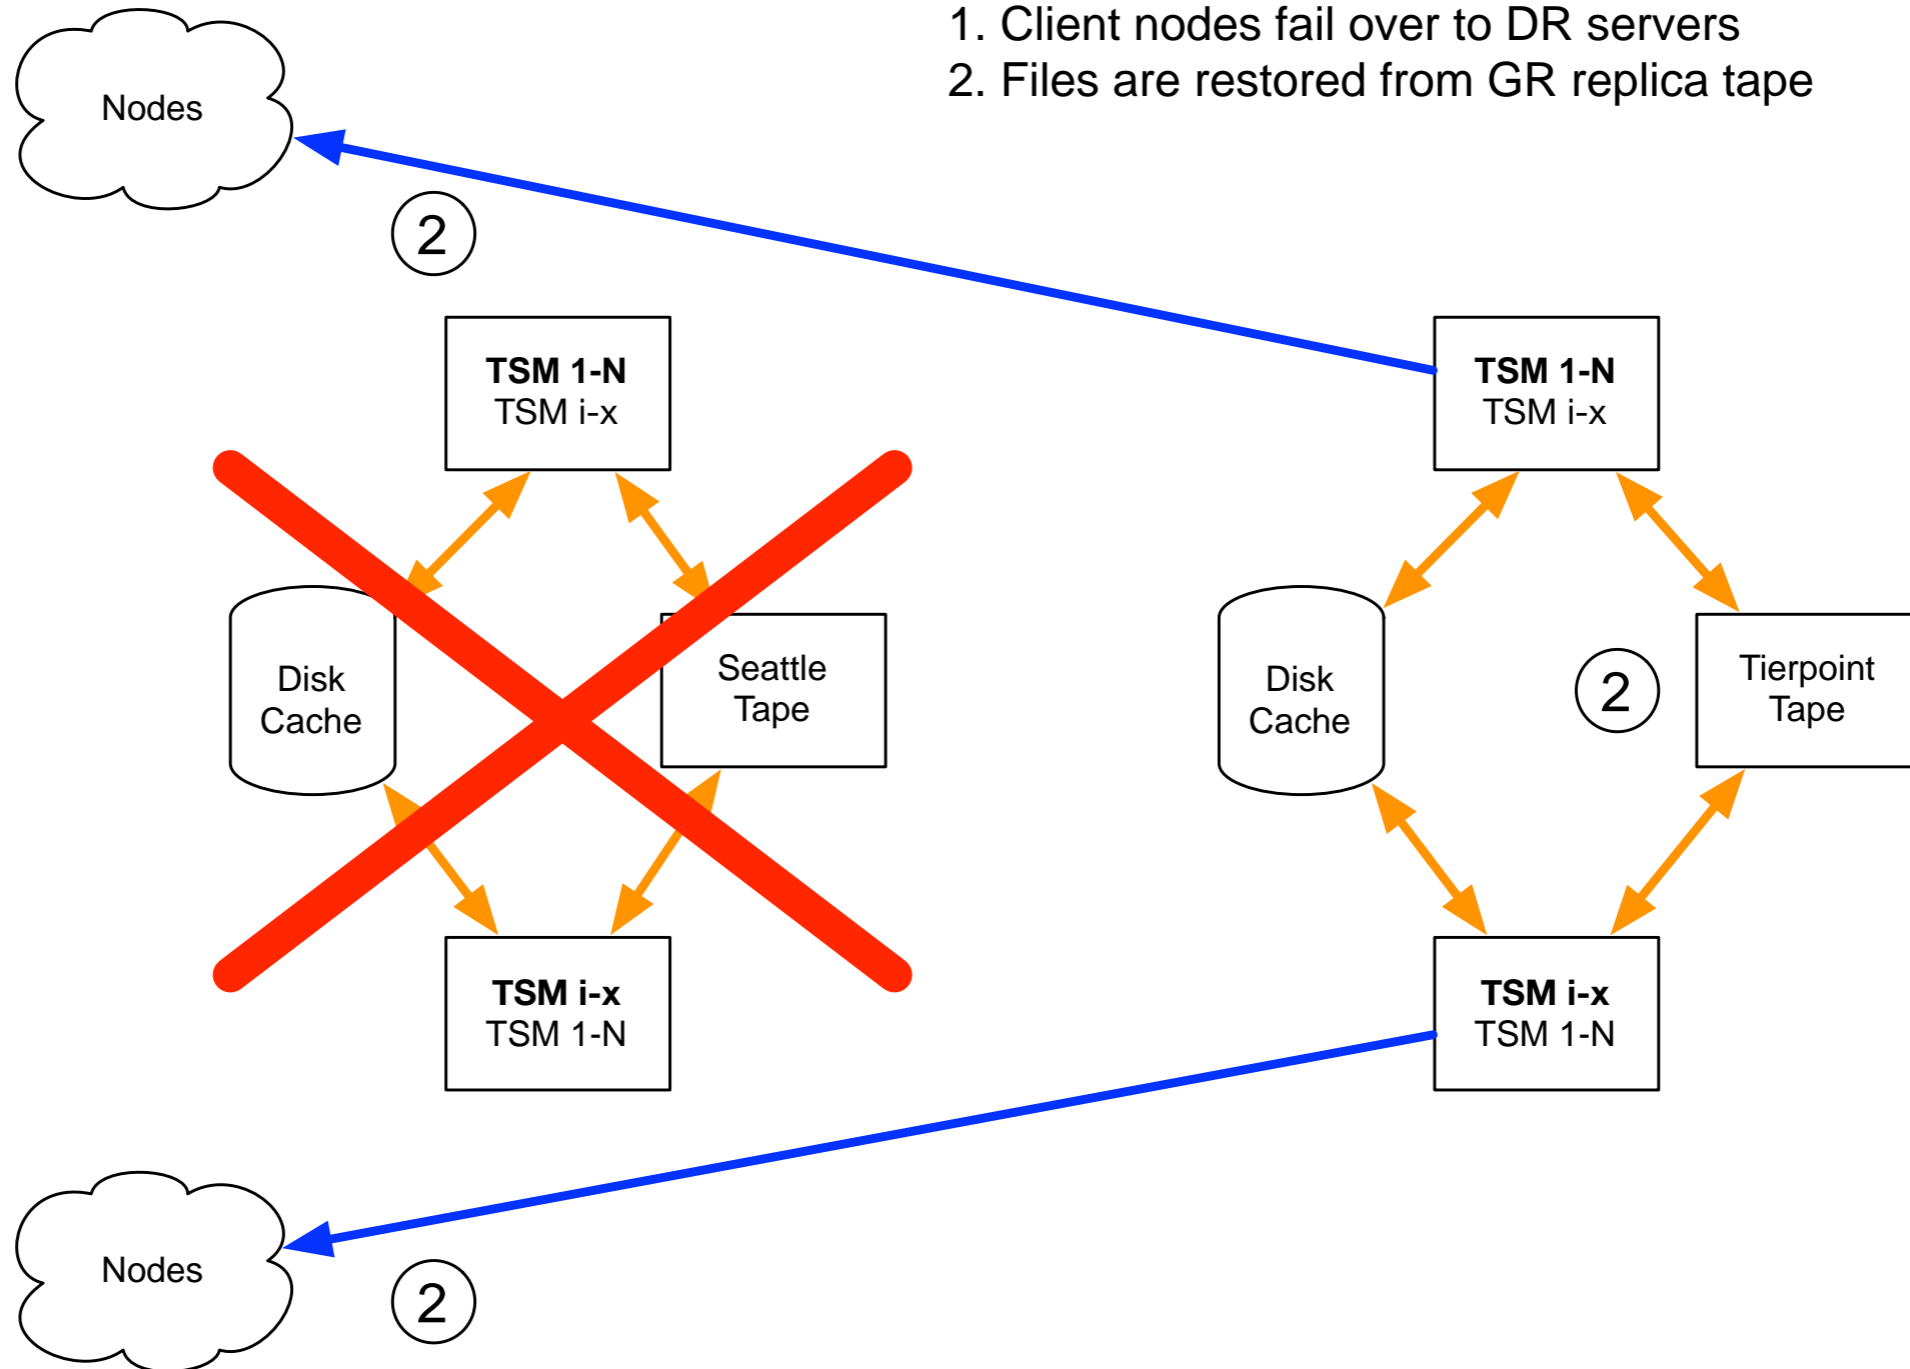 1. Client nodes fail over to DR servers
2. Files are restored from GR replica tape
Nodes
2
TSM 1-N
TSM i-x
TSM 1-N
TSM i-x
Disk
Cache
Seattle
Tape
Disk
Cache
2
Tierpoint
Tape
TSM i-x
TSM 1-N
TSM i-x
TSM 1-N
Nodes
2